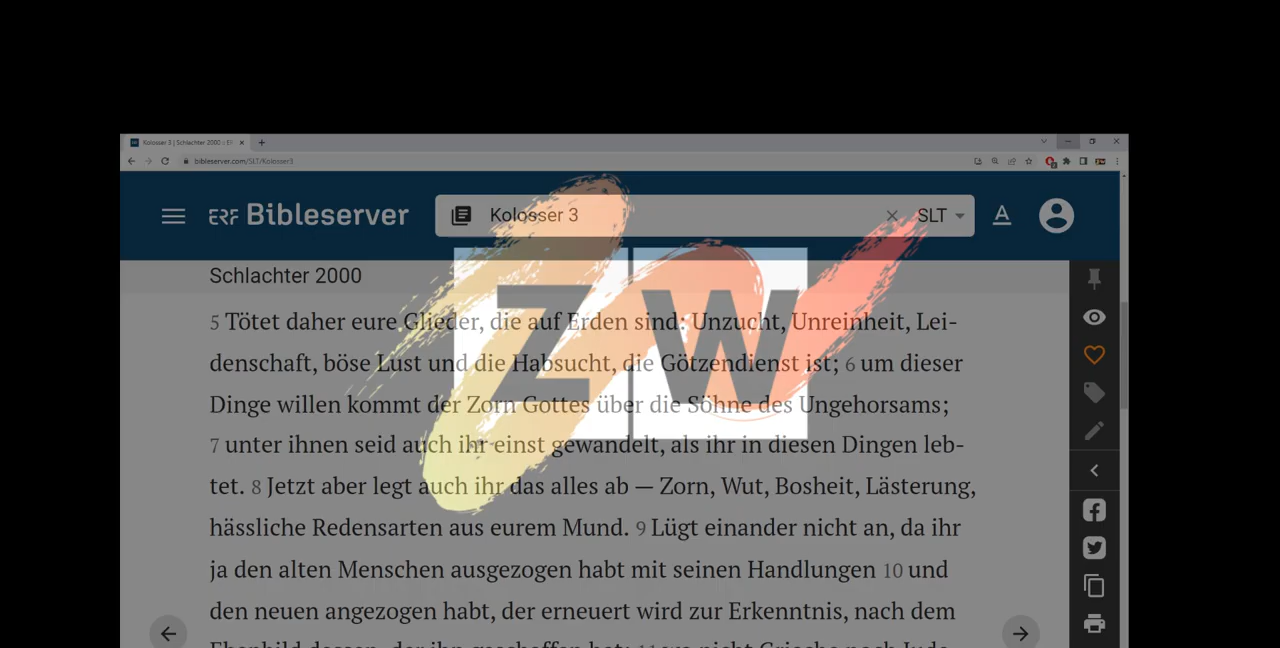 Kolosser 3 | Schlachter 2000 :: ER
bibleserver.com/SLT/Kolosser3
ERF Bibleserver
Kolosser 3
SLT
A
Schlachter 2000
ZW
5 Tötet daher eure Glieder, die auf Erden sind: Unzucht, Unreinheit, Lei-
denschaft, böse Lust und die Habsucht, die Götzendienst ist; 6 um dieser
Dinge willen kommt der Zorn Gottes über die Söhne des Ungehorsams;
7 unter ihnen seid auch ihr einst gewandelt, als ihr in diesen Dingen leb-
tet. 8 Jetzt aber legt auch ihr das alles ab — Zorn, Wut, Bosheit, Lästerung,
hässliche Redensarten aus eurem Mund. 9 Lügt einander nicht an, da ihr
ja den alten Menschen ausgezogen habt mit seinen Handlungen 10 und
den neuen angezogen habt, der erneuert wird zur Erkenntnis, nach dem